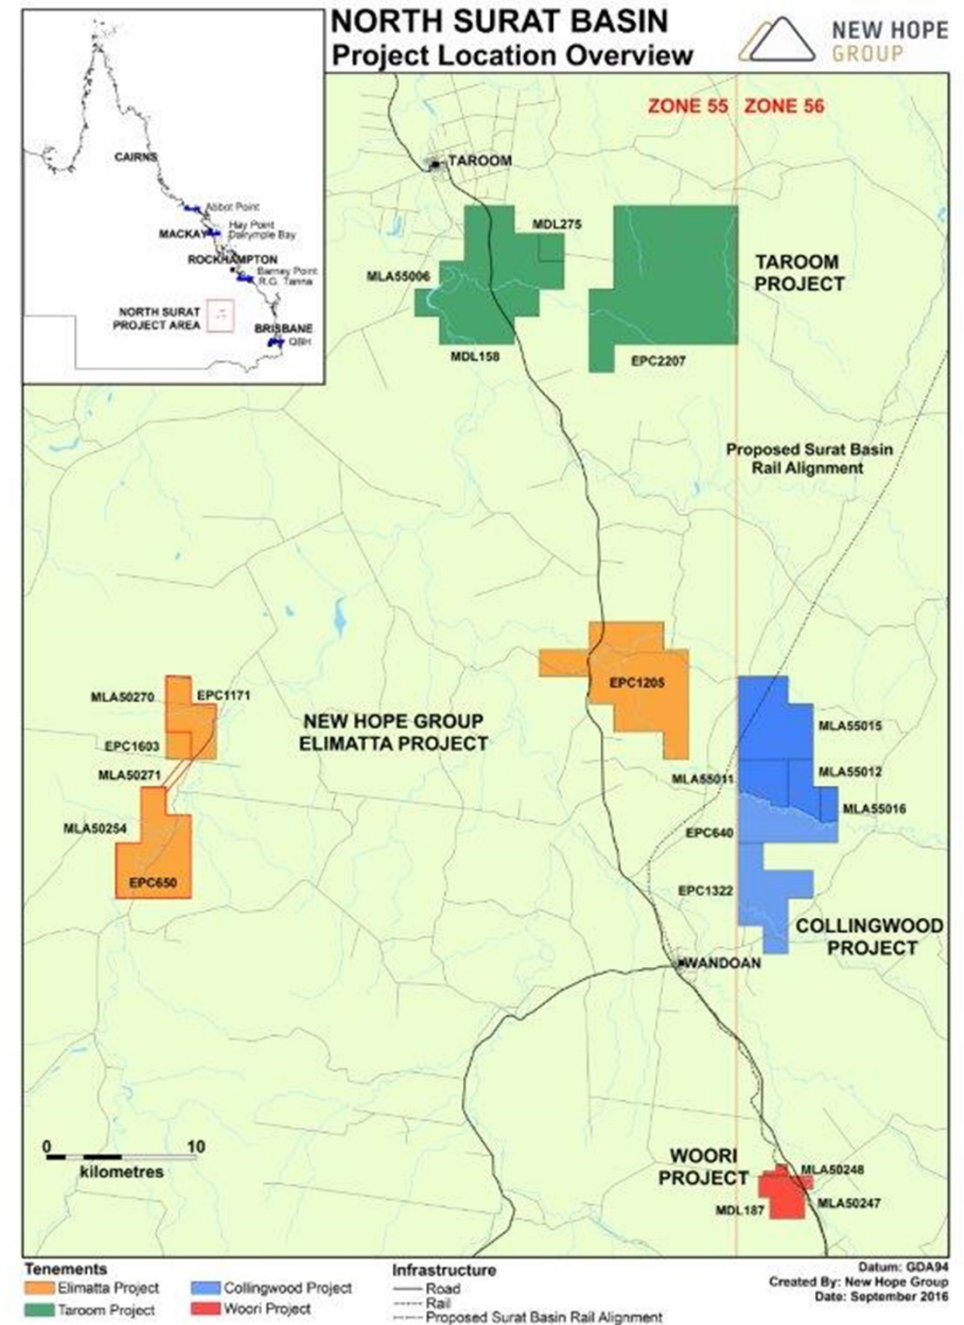 NORTH SURAT BASIN
Project Location Overview
NEW HOPE
GROUP
CAIRNS
Abbot Point
Hay Point
MACKAY
Dalrymple Bay
ROCKHAMPTON
Barney Point
R.G. Tanna
NORTH SURAT
PROJECT AREA
BRISBANE
QBH
ZONE 55
ZONE 56
TAROOM
MDL275
MLA55006
TAROOM
PROJECT
MDL158
EPC2207
Proposed Surat Basin
Rail Alignment
EPC1205
MLA50270
EPC1171
NEW HOPE GROUP
ELIMATTA PROJECT
EPC1603
MLA50271
MLA50254
EPC650
MLA55015
MLA55011
MLA55012
MLA55016
EPC640
EPC1322
COLLINGWOOD
PROJECT
WANDOAN
0 10
kilometres
WOORI
PROJECT
MLA50248
MLA50247
MDL187
Tenements
Elimatta Project
Collingwood Project
Taroom Project
Woori Project
Infrastructure
Road
Rail
Proposed Surat Basin Rail Alignment
Datum: GDA94
Created By: New Hope Group
Date: September 2016